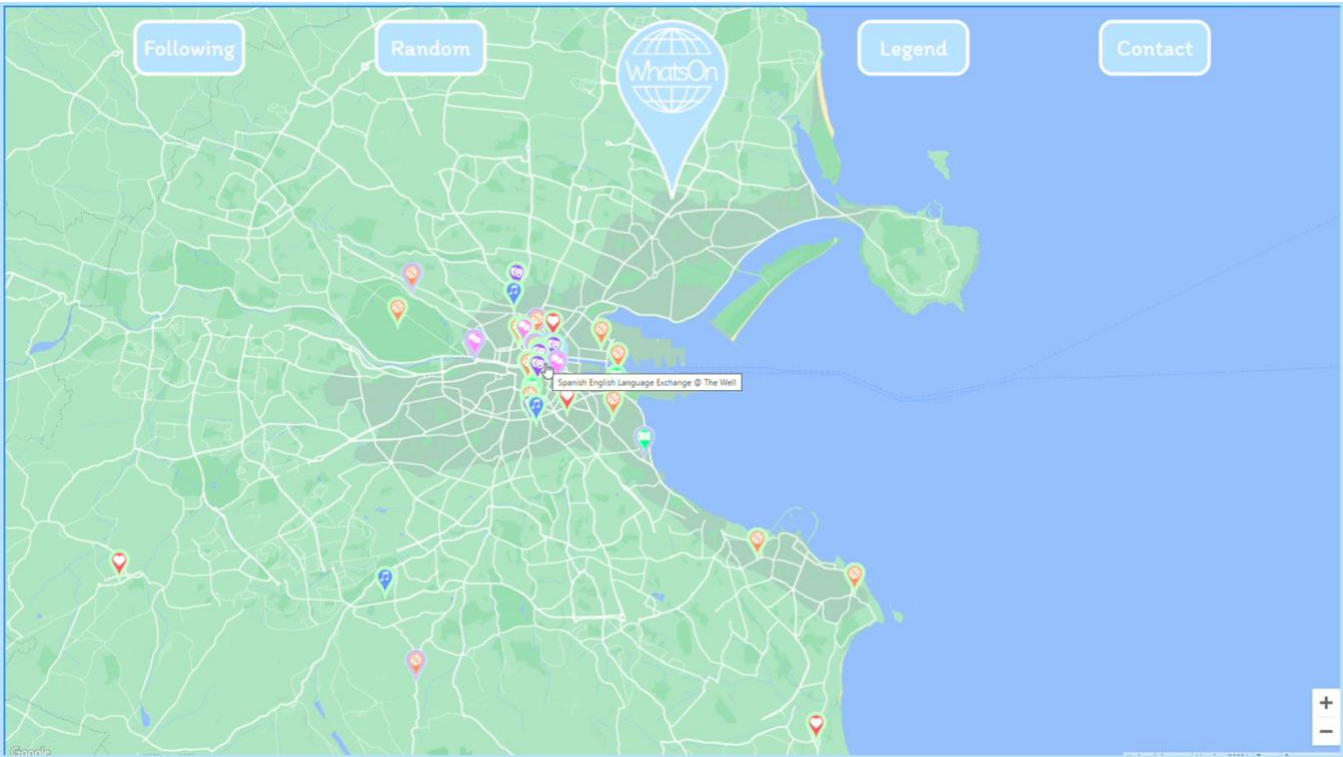 Following
Random
WhatsOn
Legend
Contact
Spanish English Language Exchange @ The Well
+
−
Google